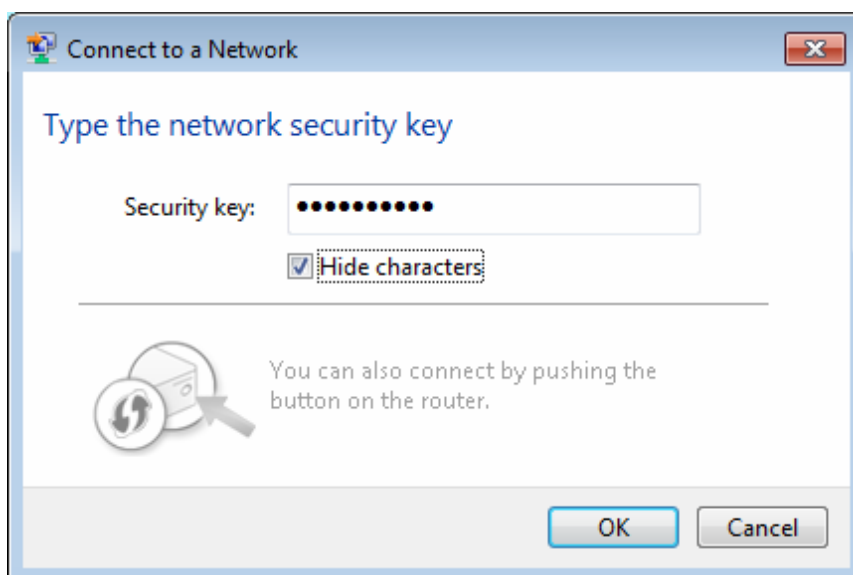 Connect to a Network
Type the network security key
Security key: ••••••••••
Hide characters
You can also connect by pushing the
button on the router.
OK Cancel